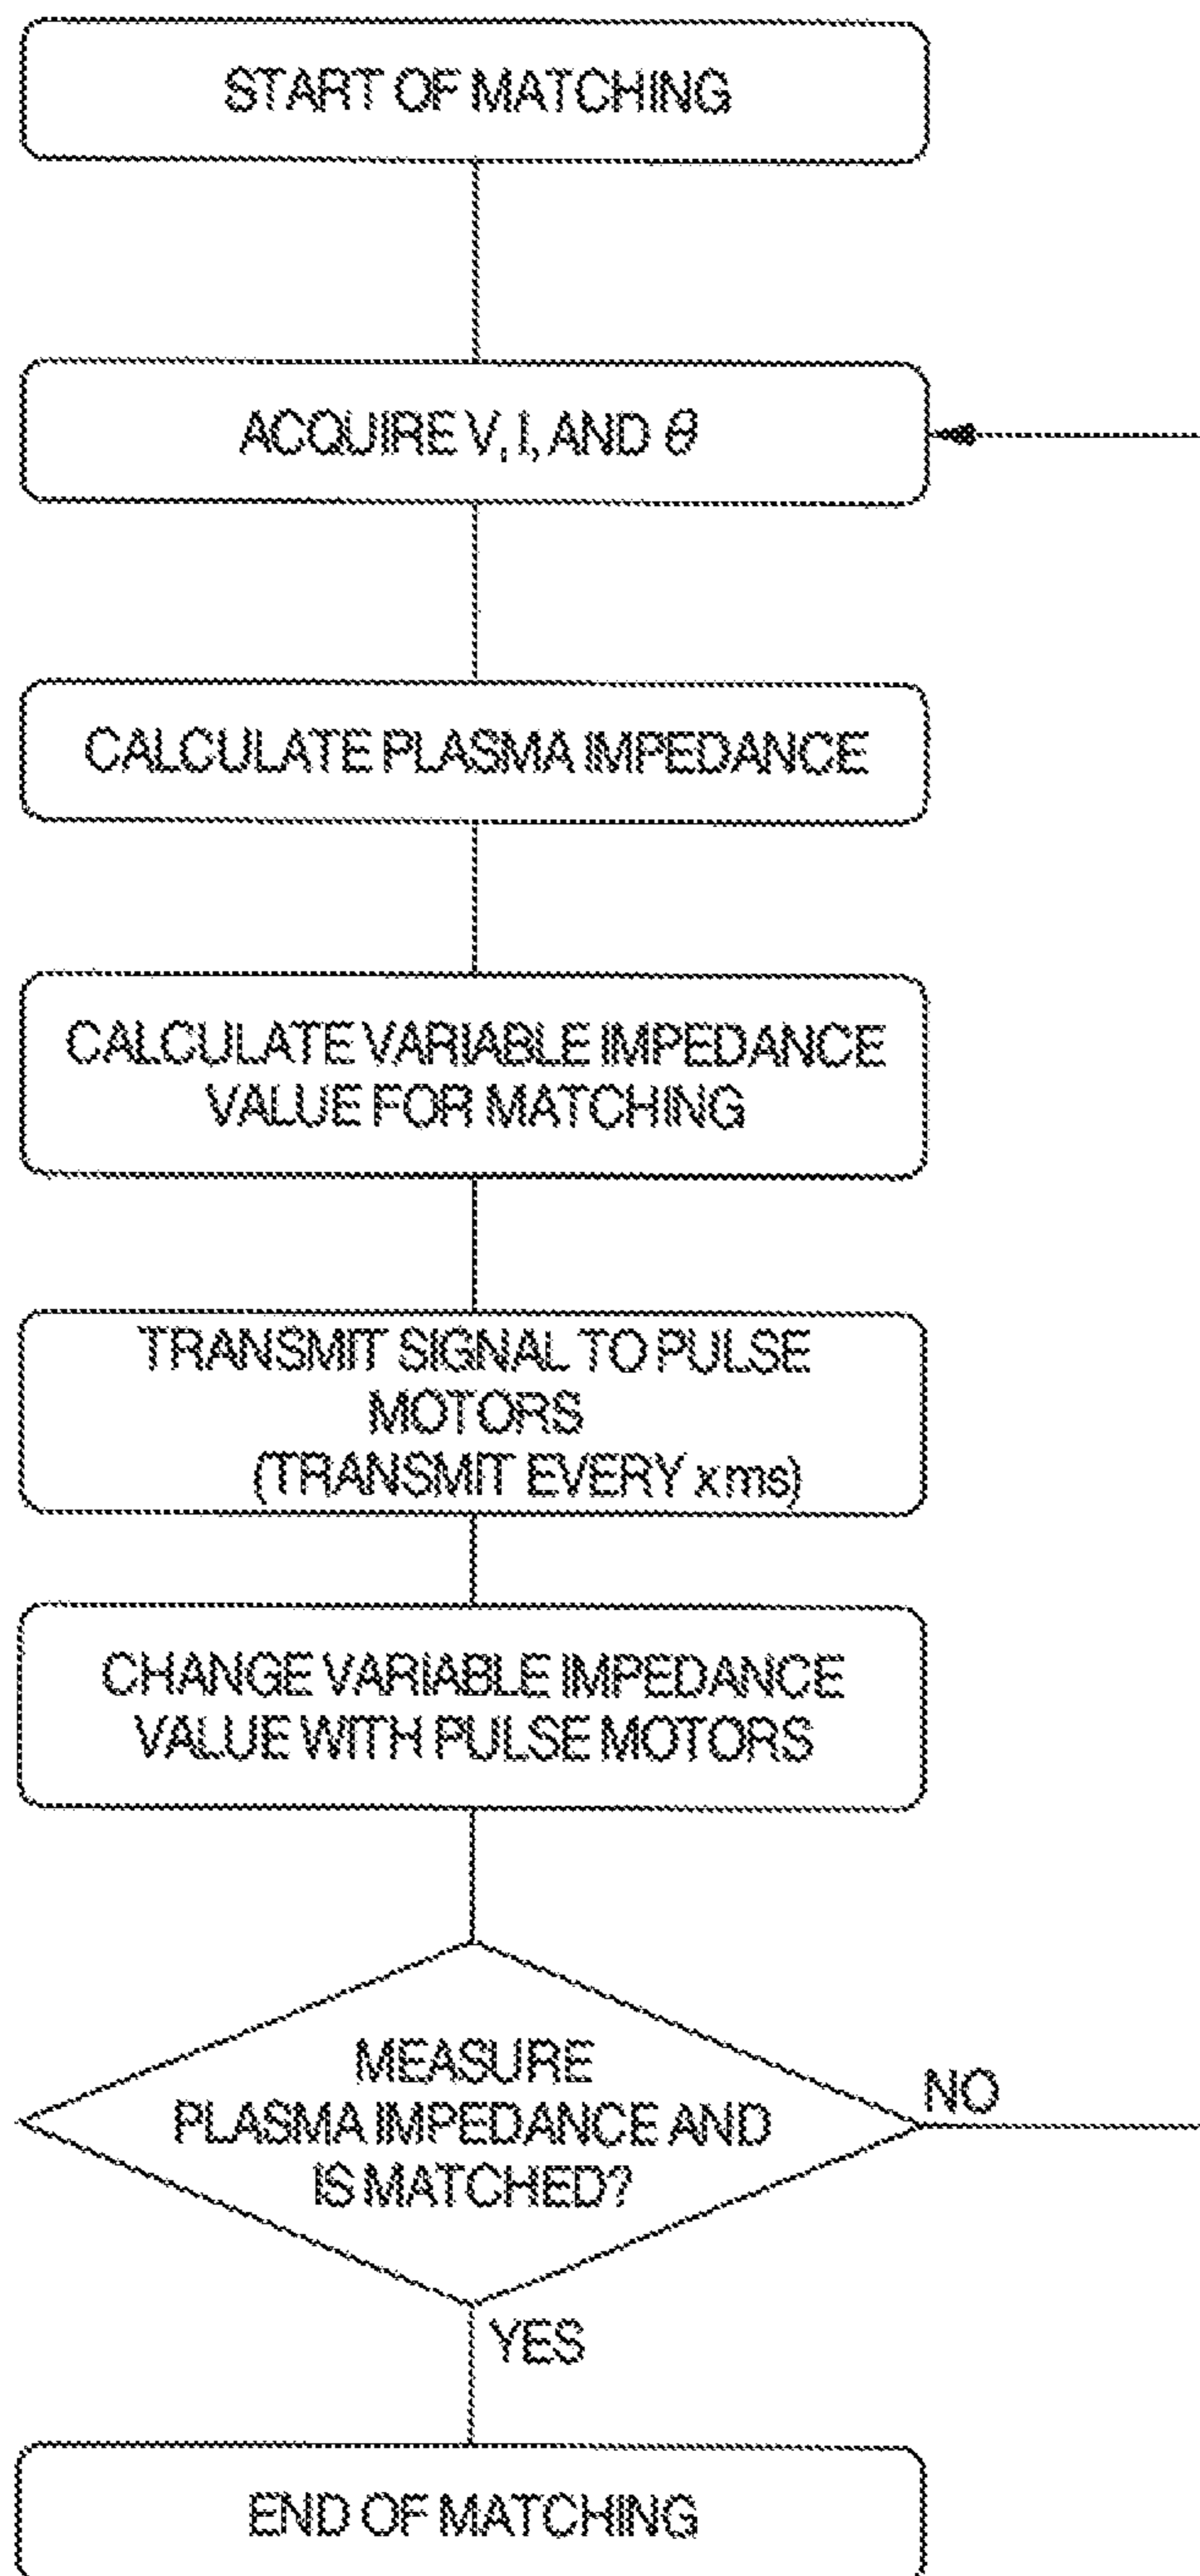 START OF MATCHING
ACQUIRE V, I, AND θ
CALCULATE PLASMA IMPEDANCE
CALCULATE VARIABLE IMPEDANCE
VALUE FOR MATCHING
TRANSMIT SIGNAL TO PULSE
MOTORS
(TRANSMIT EVERY x ms)
CHANGE VARIABLE IMPEDANCE
VALUE WITH PULSE MOTORS
MEASURE
PLASMA IMPEDANCE AND
IS MATCHED?
NO
YES
END OF MATCHING